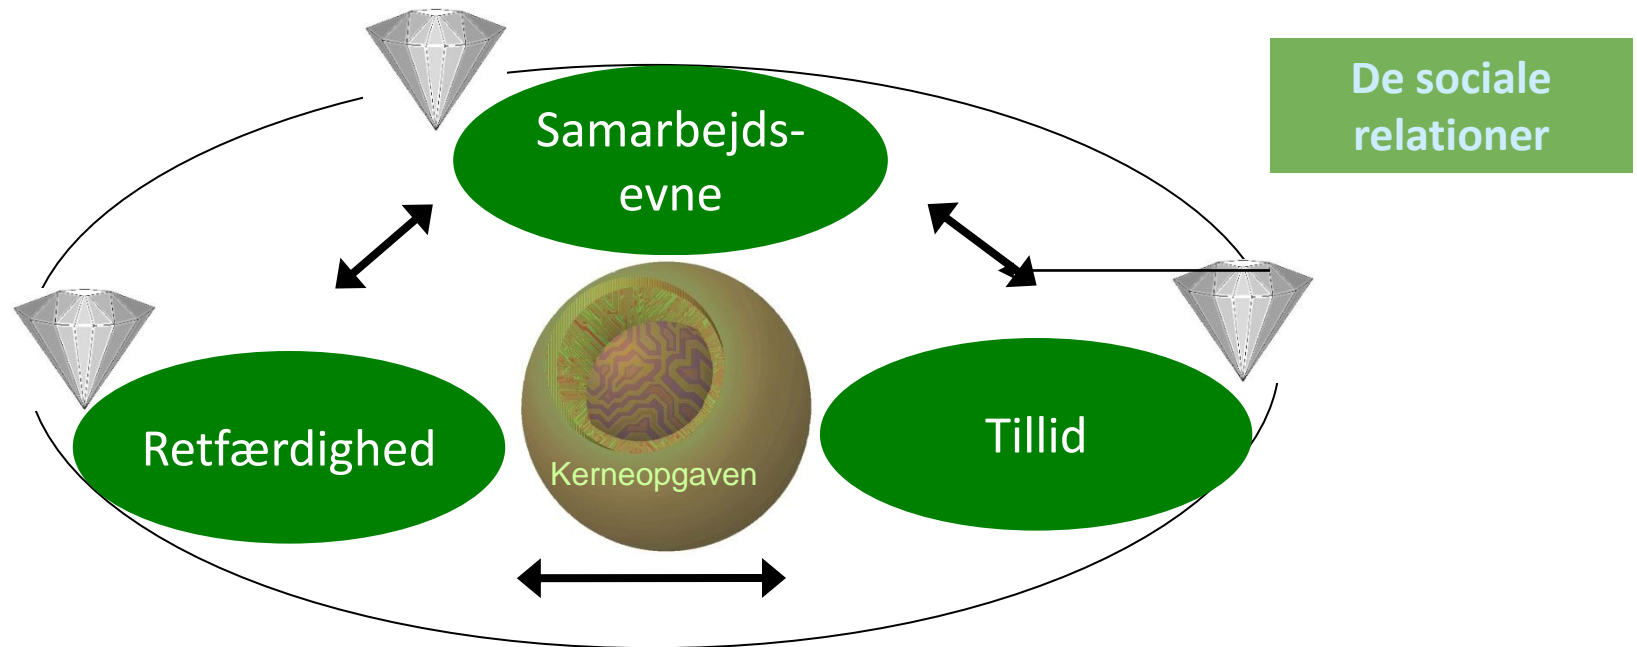 De sociale
relationer
Samarbejds-
evne
Retfærdighed
Tillid
Kerneopgaven